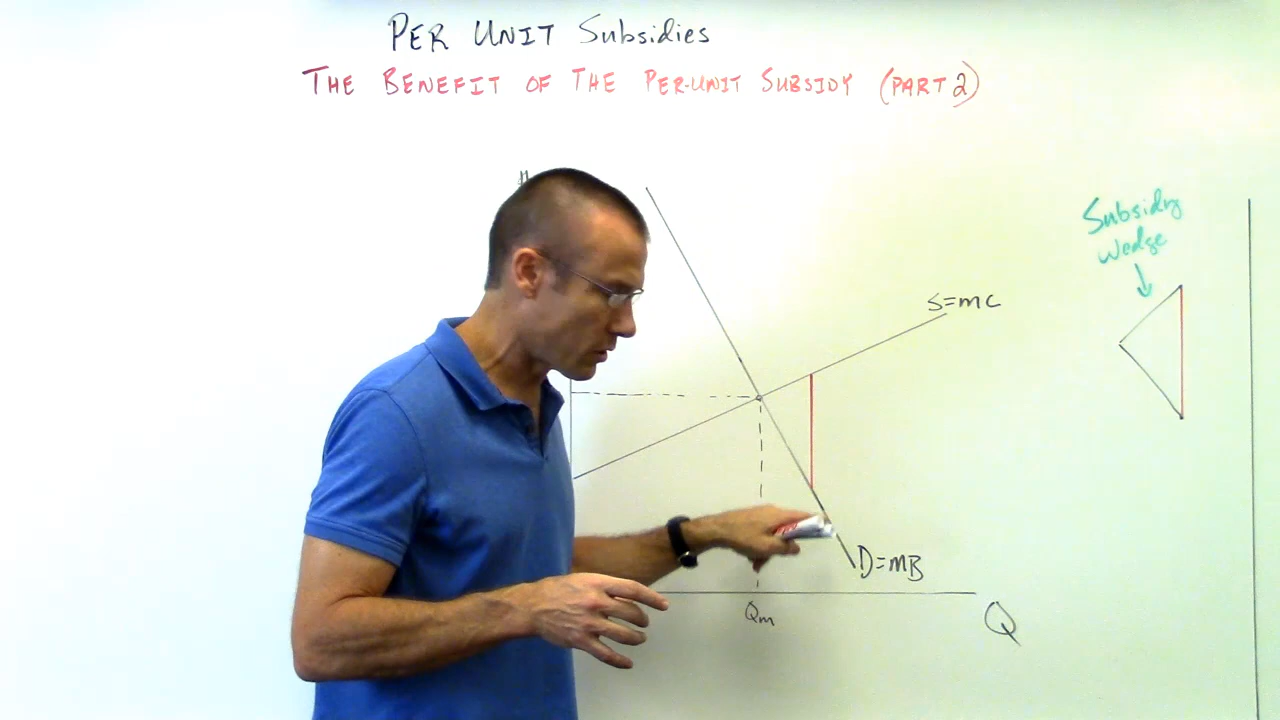 PER UNIT Subsidies
THE BENEFIT OF THE PER-UNIT SUBSIDY (PART 2)
Subsidy
Wedge
S=MC
D=MB
Qm
Q